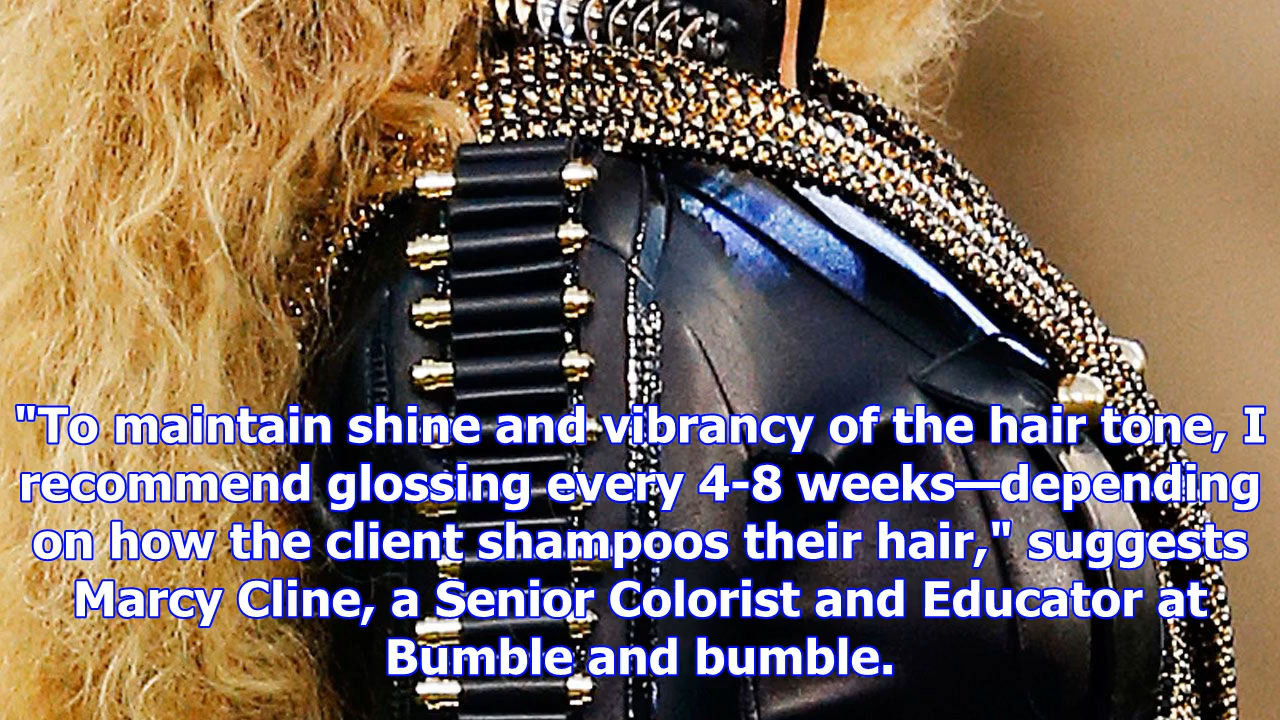 "To maintain shine and vibrancy of the hair tone, I
recommend glossing every 4-8 weeks—depending
on how the client shampoos their hair," suggests
Marcy Cline, a Senior Colorist and Educator at
Bumble and bumble.